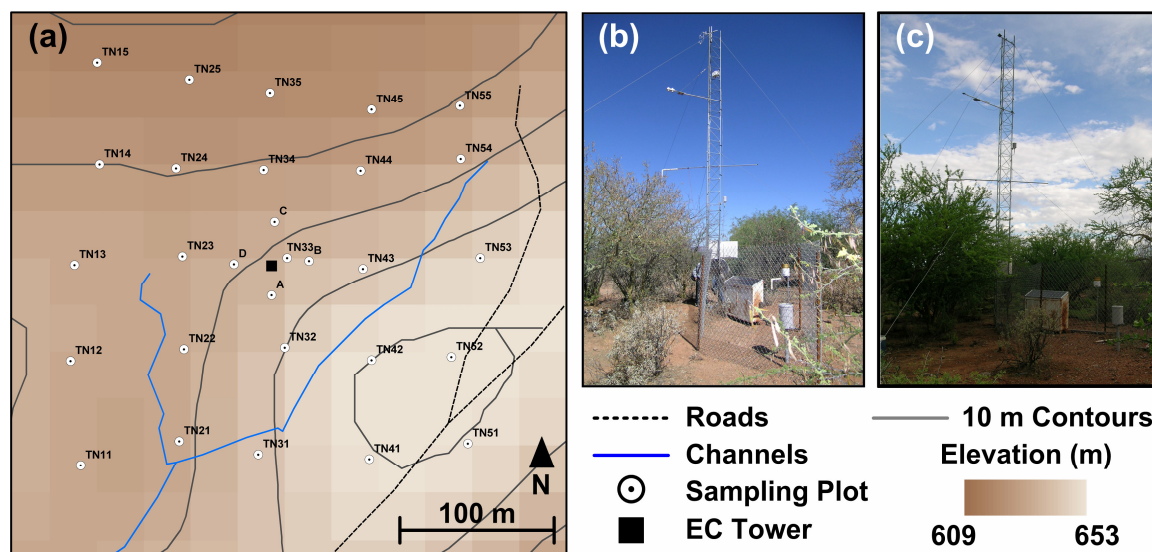 (a)
TN15
TN25
TN35
TN45
TN55
TN14
TN24
TN34
TN44
TN54
C
TN13
TN23
D
TN33
B
TN43
TN53
A
TN12
TN22
TN32
TN42
TN52
TN11
TN21
TN31
TN41
TN51
N
100 m
(b)
(c)
Roads
10 m Contours
Channels
Elevation (m)
Sampling Plot
EC Tower
609
653